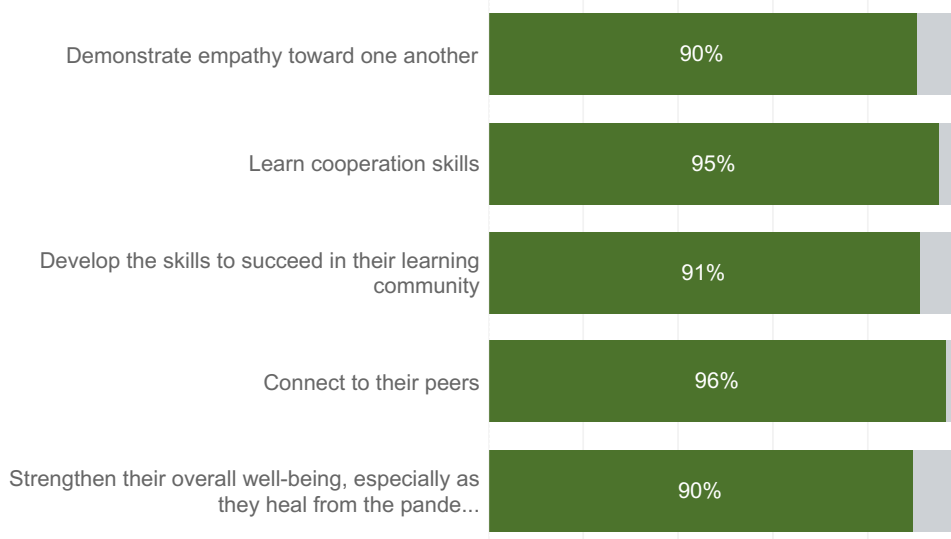 Demonstrate empathy toward one another
90%
Learn cooperation skills
95%
Develop the skills to succeed in their learning
community
91%
Connect to their peers
96%
Strengthen their overall well-being, especially as
they heal from the pande...
90%